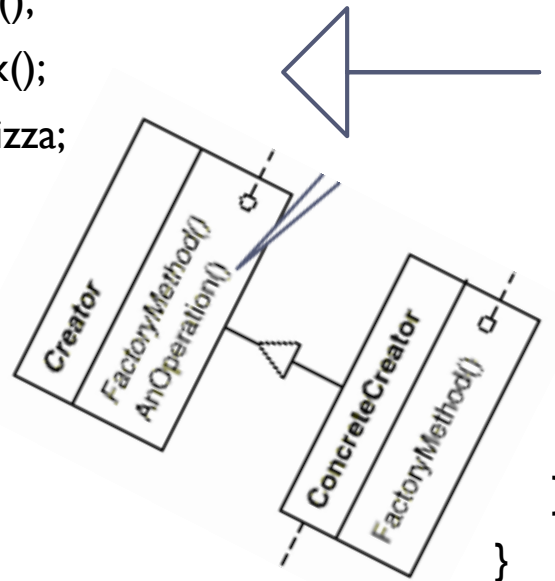 ();
();
izza;
Creator
FactoryMethod()
AnOperation()
ConcreteCreator
FactoryMethod()
}